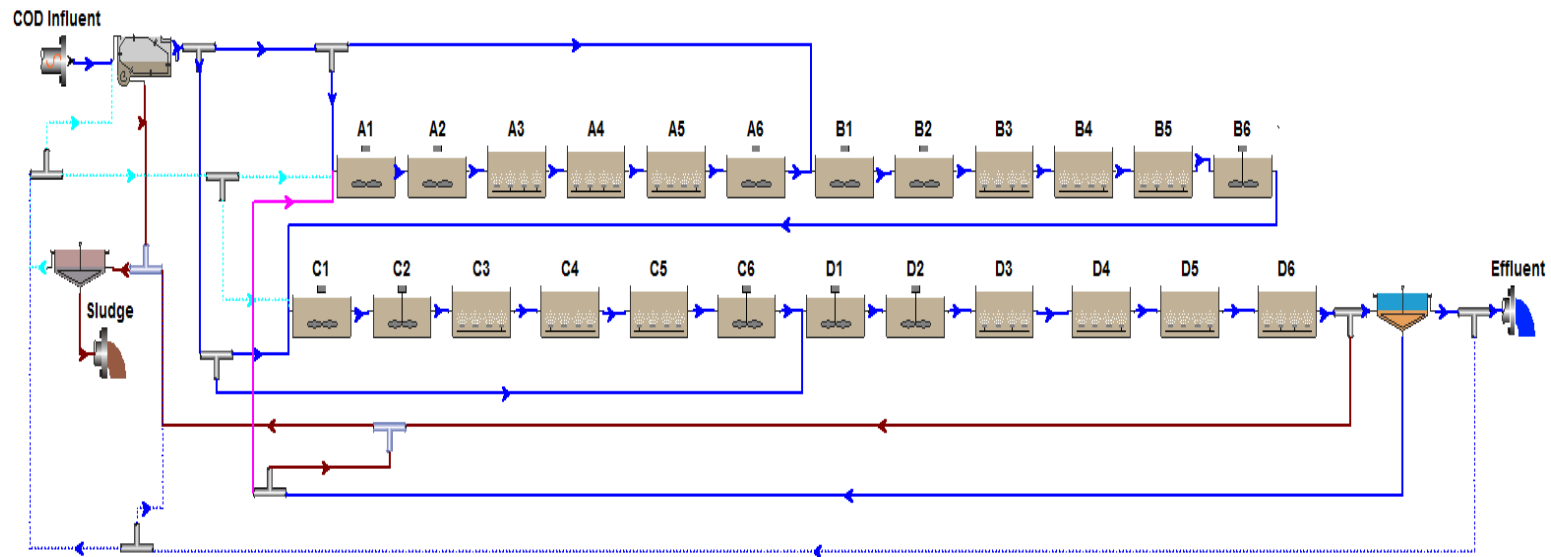 COD Influent
A1 A2 A3 A4 A5 A6 B1 B2 B3 B4 B5 B6
C1 C2 C3 C4 C5 C6 D1 D2 D3 D4 D5 D6 Effluent
Sludge